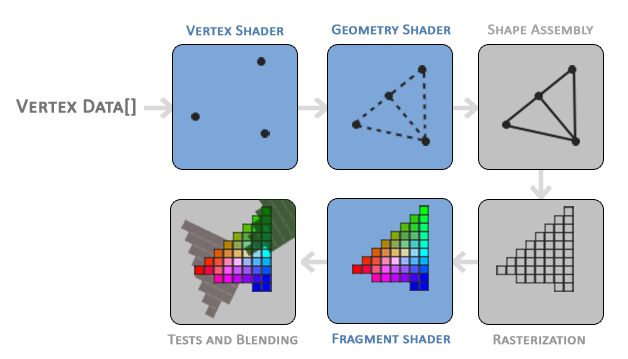 Vertex Shader
Geometry Shader
Shape Assembly
Vertex Data[]
Tests and Blending
Fragment shader
Rasterization